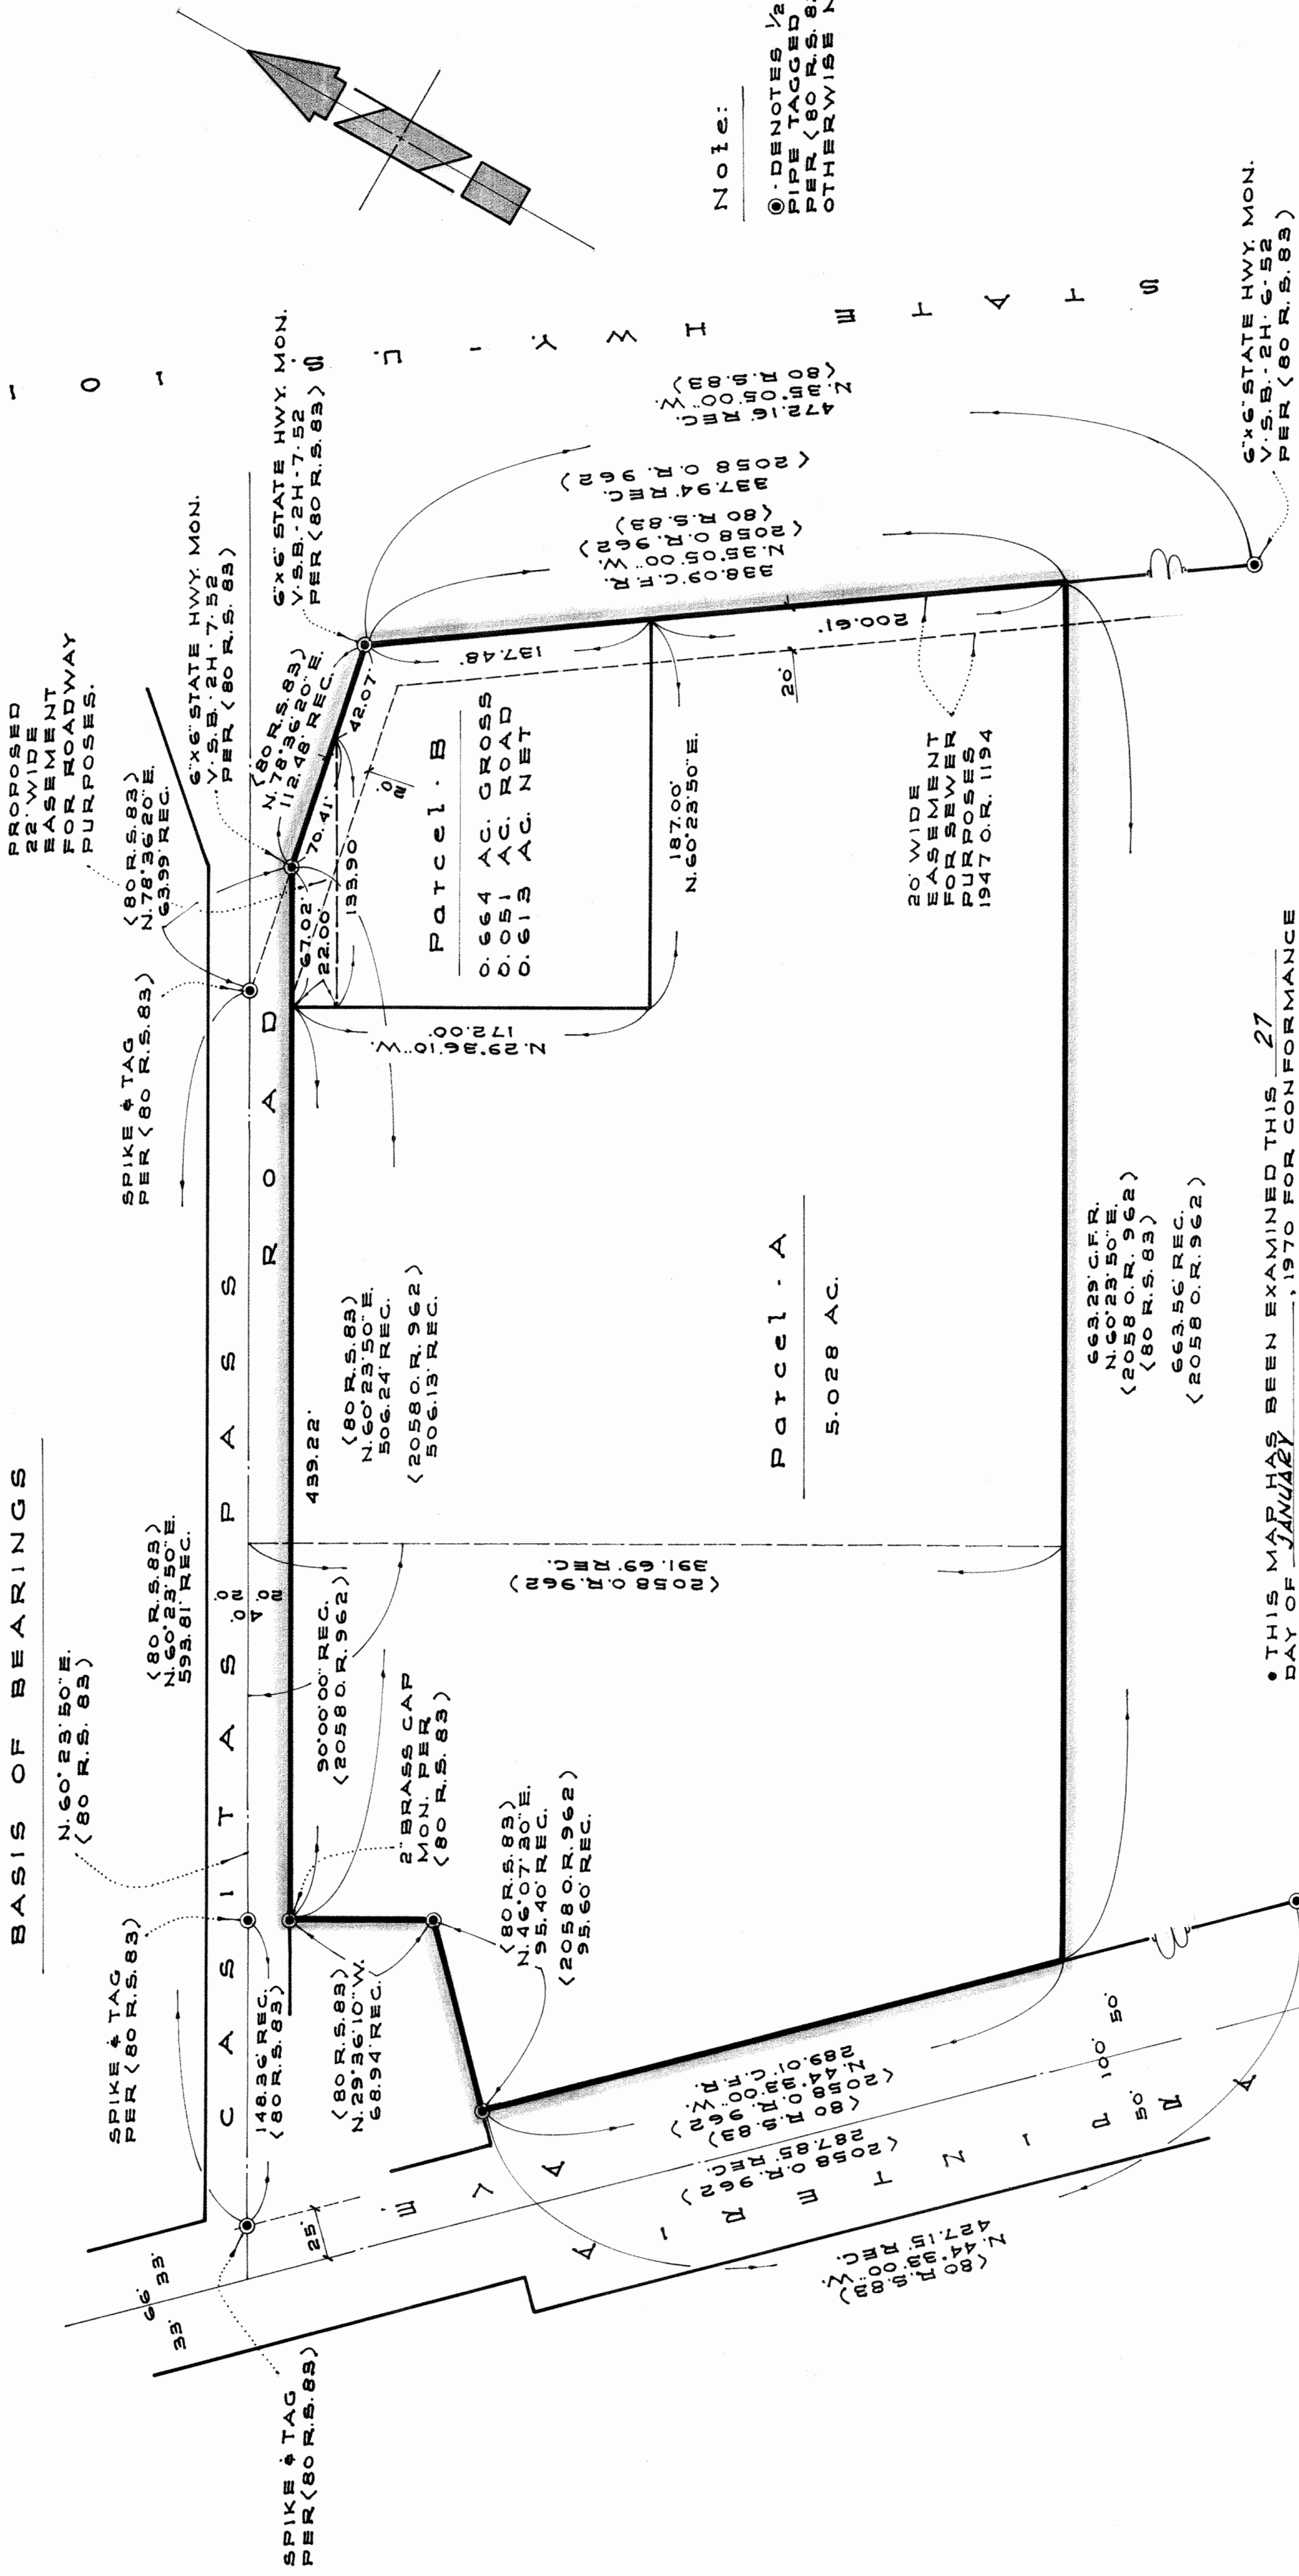 BASIS OF BEARINGS
N. 60° 23' 50" E.
(80 R.S. 83)
SPIKE & TAG
PER (80 R.S. 83)
SPIKE & TAG
PER (80 R.S. 83)
SPIKE & TAG
PER (80 R.S. 83)
PROPOSED
22' WIDE
EASEMENT
FOR ROADWAY
PURPOSES.
(80 R.S. 83)
N. 78° 36' 20" E.
63.99' REC.
6"x6" STATE HWY. MON.
V.S.B.-2H-7-52
PER (80 R.S. 83)
6"x6" STATE HWY. MON.
V.S.B.-2H-7-52
PER (80 R.S. 83)
(80 R.S. 83)
N. 60° 23' 50" E.
593.81' REC.
CASITAS PASS ROAD
33' 66' 33'
25'
148.36' REC.
(80 R.S. 83)
20' 40' 20'
(80 R.S. 83)
N. 29° 36' 10" W.
68.94' REC.
2" BRASS CAP
MON. PER
(80 R.S. 83)
90° 00' 00" REC.
(2058 O.R. 962)
439.22'
(80 R.S. 83)
N. 60° 23' 50" E.
506.24' REC.
(2058 O.R. 962)
506.13' REC.
(80 R.S. 83)
N. 46° 07' 30" E.
95.40' REC.
(2058 O.R. 962)
95.60' REC.
(2058 O.R. 962)
391.69' REC.
67.02'
22.00'
70.41'
133.90'
(80 R.S. 83)
N. 78° 36' 20" E.
112.48' REC.
42.07'
Parcel - B
0.664 AC. GROSS
0.051 AC. ROAD
0.613 AC. NET
20'
N. 29° 36' 10" W.
172.00'
187.00'
N. 60° 23' 50" E.
137.48'
200.61'
20'
338.09' C.F.R.
N. 35° 05' 00" W.
(2058 O.R. 962)
(80 R.S. 83)
337.94' REC.
(2058 O.R. 962)
472.16' REC.
N. 35° 05' 00" W.
(80 R.S. 83)
U.S. - 101
STATE HWY.
20' WIDE
EASEMENT
FOR SEWER
PURPOSES
1947 O.R. 1194
Parcel - A
5.028 AC.
663.29' C.F.R.
N. 60° 23' 50" E.
(2058 O.R. 962)
(80 R.S. 83)
663.56' REC.
(2058 O.R. 962)
289.01' C.F.R.
N. 44° 33' 00" W.
(2058 O.R. 962)
(80 R.S. 83)
287.85' REC.
(2058 O.R. 962)
50' 100' 50'
AVE.
VIA REAL
(80 R.S. 83)
N. 44° 33' 00" W.
427.15' REC.
6"x6" STATE HWY. MON.
V.S.B.-2H-6-52
PER (80 R.S. 83)
Note:
- DENOTES 1/2
PIPE TAGGED
PER (80 R.S. 8
OTHERWISE N
• THIS MAP HAS BEEN EXAMINED THIS 27
DAY OF JANUARY, 1970 FOR CONFORMANCE